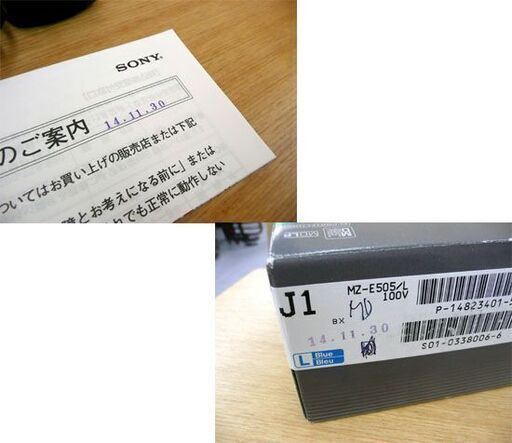 SONY
のご案内 14.11.30
ついてはお買い上げの販売店または下記
とお考えになる前に」または
でも正常に動作しない
MDLP
MZ-E505/L
J1 100V
BX MD
P-14823401-5
14.11.30
S01-0338006-6
L Blue
Bleu